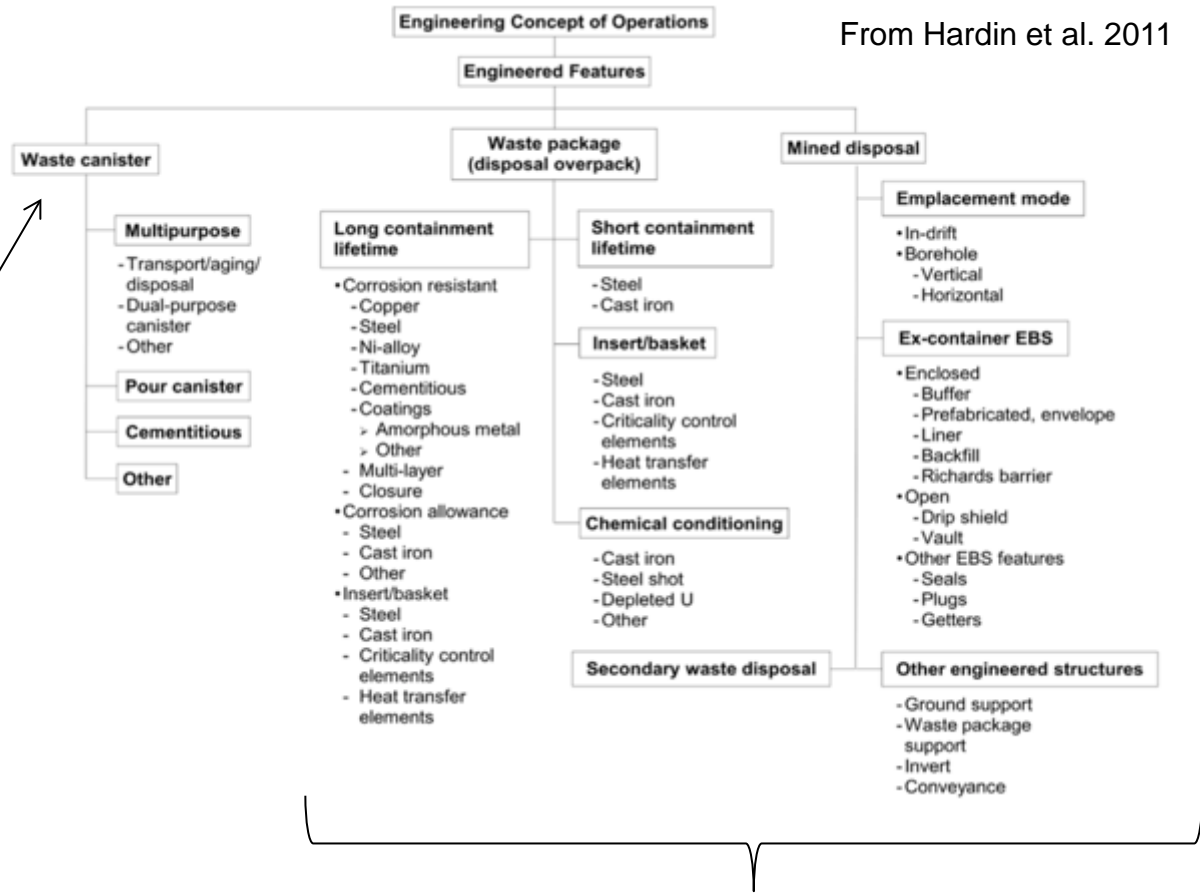 From Hardin et al. 2011
Engineering Concept of Operations
Engineered Features
Waste canister
Multipurpose
-Transport/aging/
disposal
-Dual-purpose
canister
-Other
Pour canister
Cementitious
Other
Waste package
(disposal overpack)
Long containment
lifetime
•Corrosion resistant
-Copper
-Steel
-Ni-alloy
-Titanium
-Cementitious
-Coatings
➢ Amorphous metal
➢ Other
- Multi-layer
- Closure
•Corrosion allowance
- Steel
- Cast iron
- Other
•Insert/basket
- Steel
- Cast iron
- Criticality control
elements
- Heat transfer
elements
Short containment
lifetime
-Steel
-Cast iron
Insert/basket
-Steel
-Cast iron
-Criticality control
elements
-Heat transfer
elements
Chemical conditioning
-Cast iron
-Steel shot
-Depleted U
-Other
Mined disposal
Emplacement mode
•In-drift
•Borehole
-Vertical
-Horizontal
Ex-container EBS
•Enclosed
-Buffer
-Prefabricated, envelope
-Liner
-Backfill
-Richards barrier
•Open
-Drip shield
-Vault
•Other EBS features
-Seals
-Plugs
-Getters
Secondary waste disposal
Other engineered structures
-Ground support
-Waste package
support
-Invert
-Conveyance